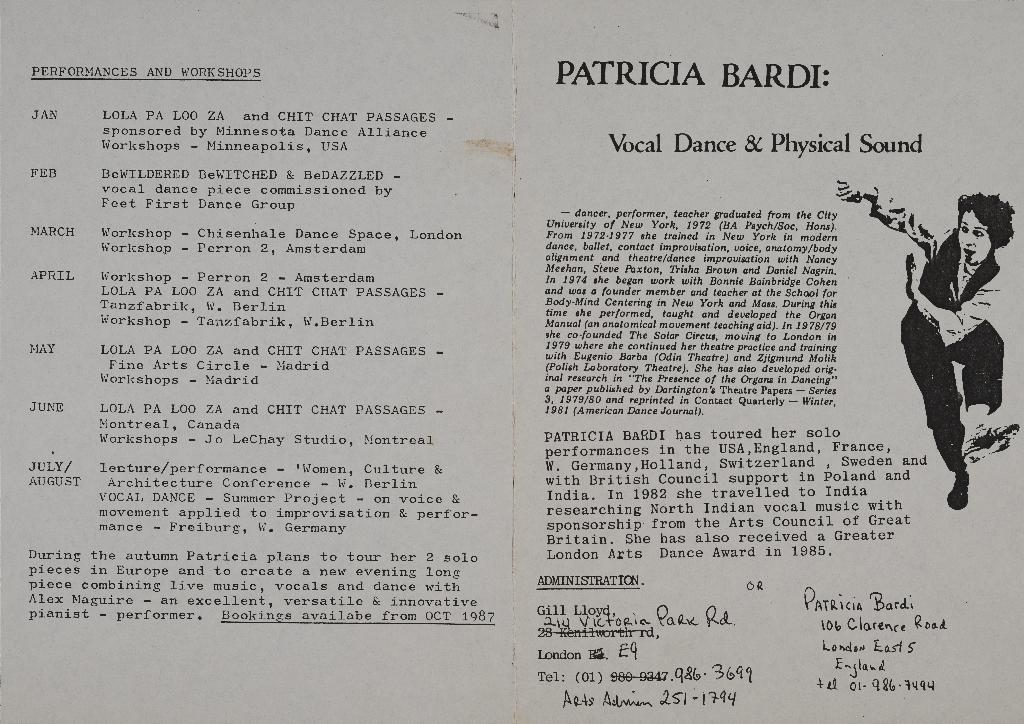 PERFORMANCES AND WORKSHOPS
JAN LOLA PA LOO ZA and CHIT CHAT PASSAGES -
sponsored by Minnesota Dance Alliance
Workshops - Minneapolis, USA
FEB BeWILDERED BeWITCHED & BeDAZZLED -
vocal dance piece commissioned by
Feet First Dance Group
MARCH Workshop - Chisenhale Dance Space, London
Workshop - Perron 2, Amsterdam
APRIL Workshop - Perron 2 - Amsterdam
LOLA PA LOO ZA and CHIT CHAT PASSAGES -
Tanzfabrik, W. Berlin
Workshop - Tanzfabrik, W.Berlin
MAY LOLA PA LOO ZA and CHIT CHAT PASSAGES -
Fine Arts Circle - Madrid
Workshops - Madrid
JUNE LOLA PA LOO ZA and CHIT CHAT PASSAGES -
Montreal, Canada
Workshops - Jo LeChay Studio, Montreal
JULY/ lecture/performance - 'Women, Culture &
AUGUST Architecture Conference - W. Berlin
VOCAL DANCE - Summer Project - on voice &
movement applied to improvisation & perfor-
mance - Freiburg, W. Germany
During the autumn Patricia plans to tour her 2 solo
pieces in Europe and to create a new evening long
piece combining live music, vocals and dance with
Alex Maguire - an excellent, versatile & innovative
pianist - performer. Bookings availabe from OCT 1987
PATRICIA BARDI:
Vocal Dance & Physical Sound
— dancer, performer, teacher graduated from the City
University of New York, 1972 (BA Psych/Soc, Hons).
From 1972-1977 she trained in New York in modern
dance, ballet, contact improvisation, voice, anatomy/body
alignment and theatre/dance improvisation with Nancy
Meehan, Steve Paxton, Trisha Brown and Daniel Nagrin.
In 1974 she began work with Bonnie Bainbridge Cohen
and was a founder member and teacher at the School for
Body-Mind Centering in New York and Mass. During this
time she performed, taught and developed the Organ
Manual (an anatomical movement teaching aid). In 1978/79
she co-founded The Solar Circus, moving to London in
1979 where she continued her theatre practice and training
with Eugenio Barba (Odin Theatre) and Zjigmund Molik
(Polish Laboratory Theatre). She has also developed orig-
inal research in "The Presence of the Organs in Dancing"
a paper published by Dartington's Theatre Papers — Series
3, 1979/80 and reprinted in Contact Quarterly — Winter,
1981 (American Dance Journal).
PATRICIA BARDI has toured her solo
performances in the USA,England, France,
W. Germany,Holland, Switzerland , Sweden and
with British Council support in Poland and
India. In 1982 she travelled to India
researching North Indian vocal music with
sponsorship from the Arts Council of Great
Britain. She has also received a Greater
London Arts Dance Award in 1985.
ADMINISTRATION.
Gill Lloyd,
214 Victoria Park Rd.
28 Kenilworth rd,
London E9
Tel: (01) 980-9347.986-3699
Arts Admin 251-1794
OR
Patricia Bardi
106 Clarence Road
London East 5
England
tel 01-986-7494